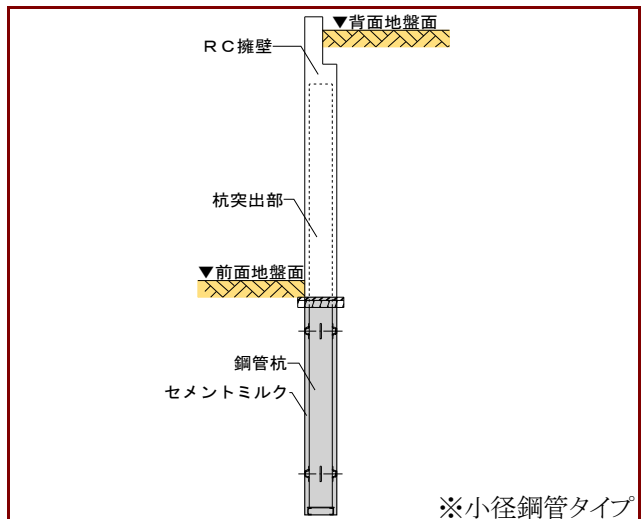 ▼背面地盤面
ＲＣ擁壁
杭突出部
▼前面地盤面
鋼管杭
セメントミルク
※小径鋼管タイプ